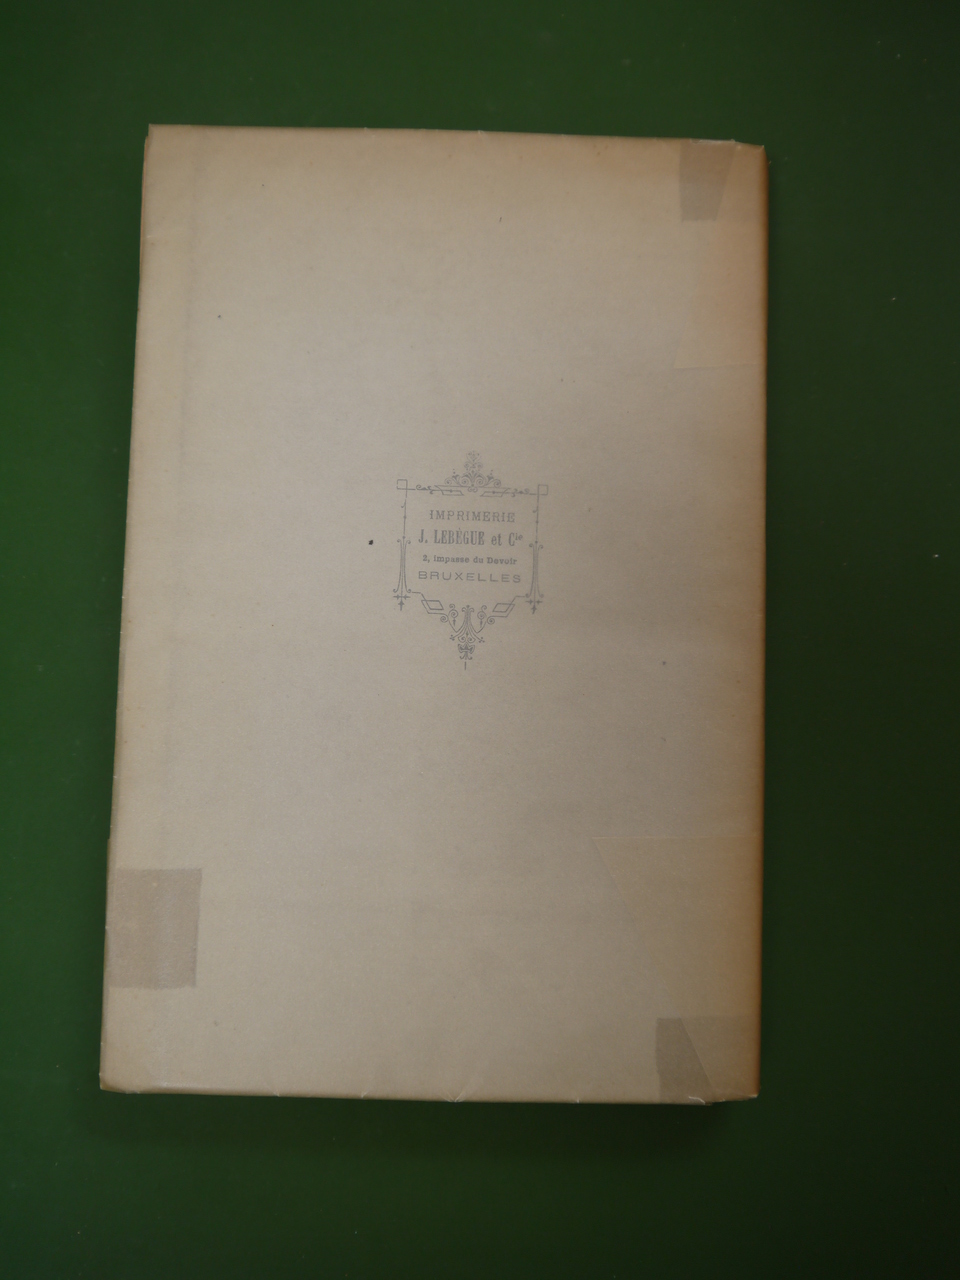 IMPRIMERIE
J. LEBÈGUE et Cie
2, Impasse du Devoir
BRUXELLES